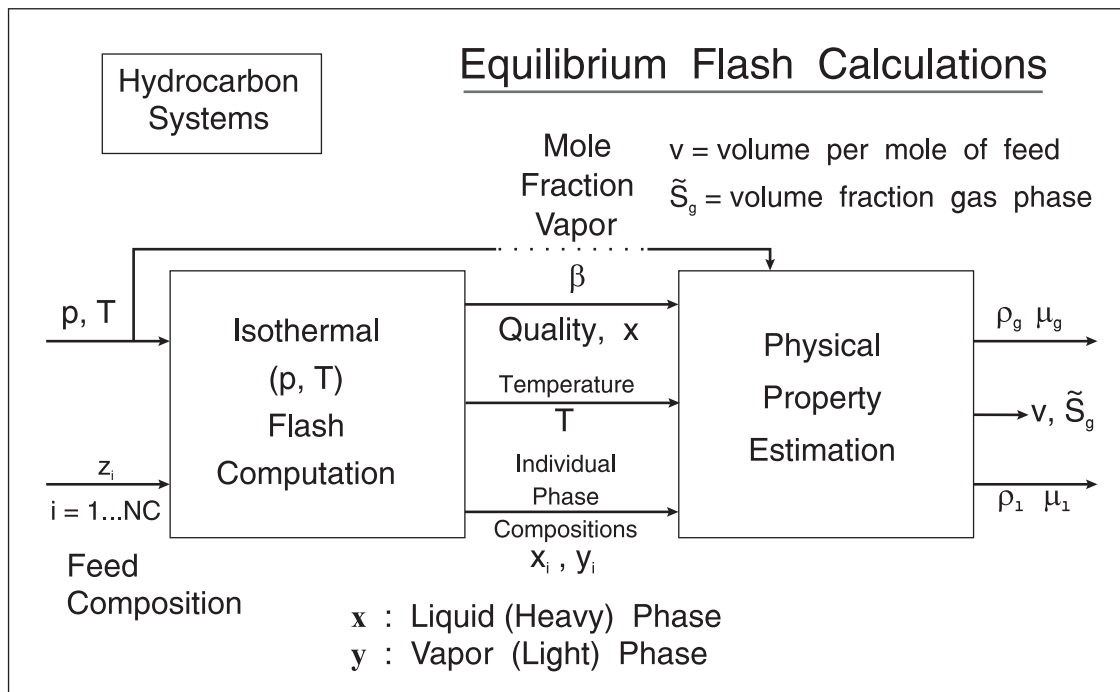 Hydrocarbon
Systems
Equilibrium Flash Calculations
Mole
Fraction
Vapor
v = volume per mole of feed
S̃g = volume fraction gas phase
p, T
zᵢ
i = 1...NC
Feed
Composition
Isothermal
(p, T)
Flash
Computation
β
Quality, x
Temperature
T
Individual
Phase
Compositions
xᵢ , yᵢ
Physical
Property
Estimation
ρg μg
v, S̃g
ρ₁ μ₁
x : Liquid (Heavy) Phase
y : Vapor (Light) Phase